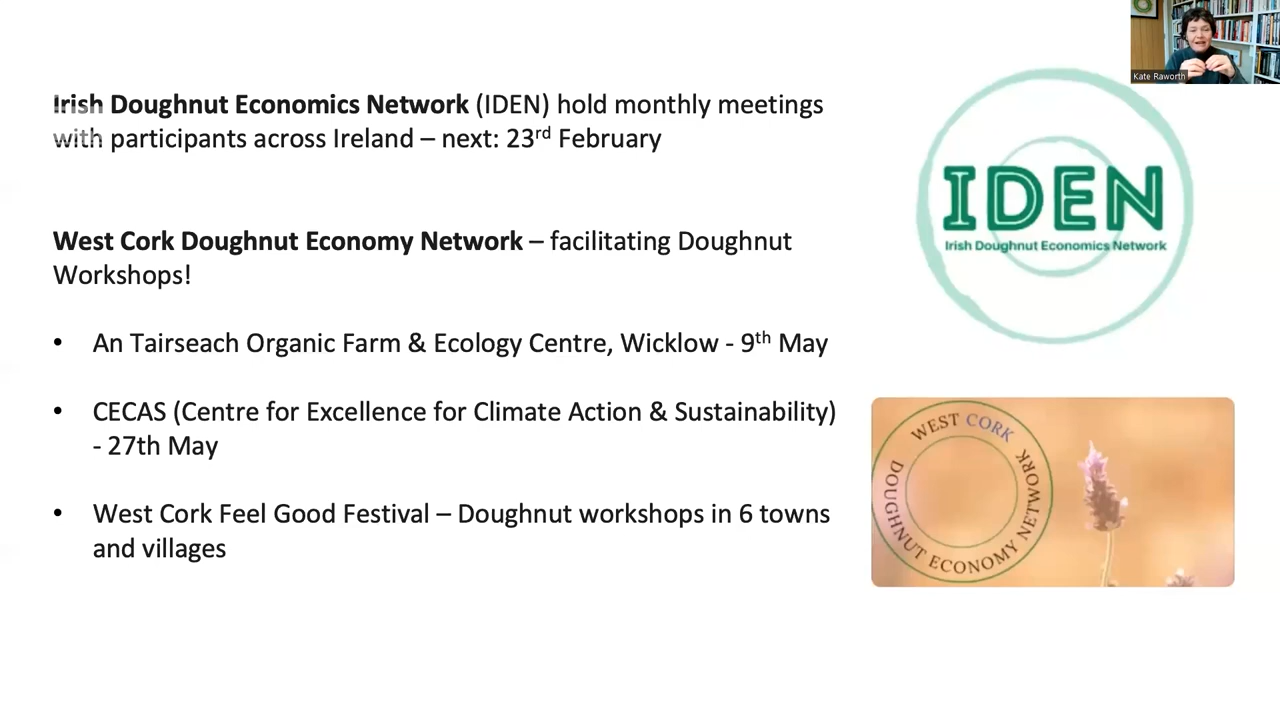 Kate Raworth
Irish Doughnut Economics Network (IDEN) hold monthly meetings
with participants across Ireland – next: 23rd February
West Cork Doughnut Economy Network – facilitating Doughnut
Workshops!
• An Tairseach Organic Farm & Ecology Centre, Wicklow - 9th May
• CECAS (Centre for Excellence for Climate Action & Sustainability)
- 27th May
• West Cork Feel Good Festival – Doughnut workshops in 6 towns
and villages
IDEN
Irish Doughnut Economics Network
WEST CORK
DOUGHNUT ECONOMY NETWORK